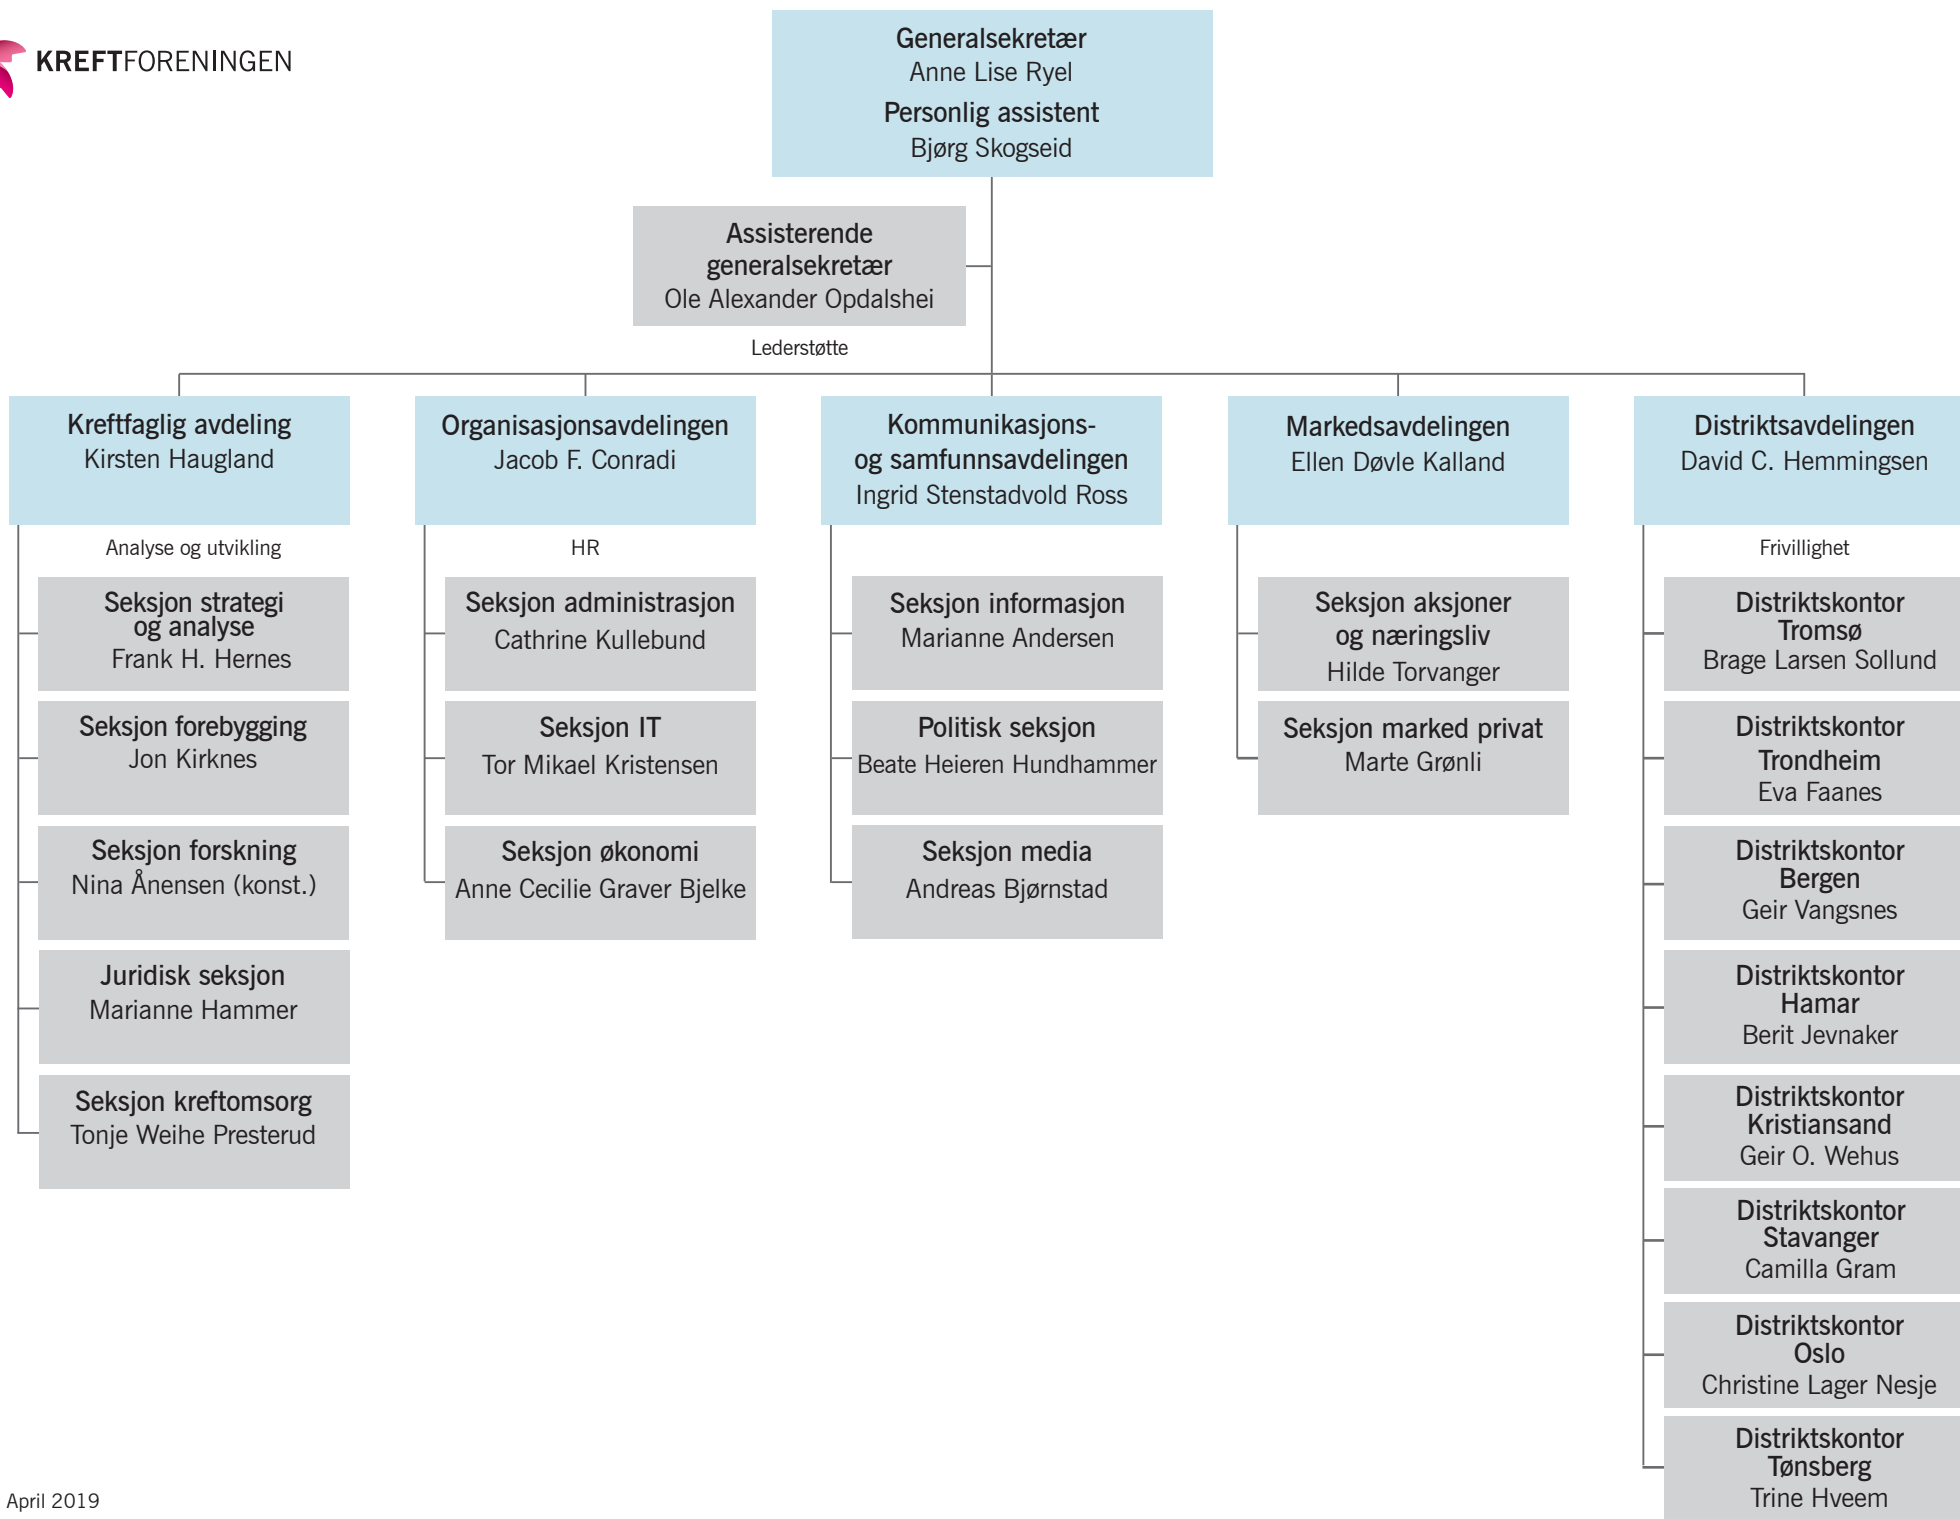 KREFTFORENINGEN
Generalsekretær
Anne Lise Ryel
Personlig assistent
Bjørg Skogseid
Assisterende
generalsekretær
Ole Alexander Opdalshei
Lederstøtte
Kreftfaglig avdeling
Kirsten Haugland
Analyse og utvikling
Seksjon strategi
og analyse
Frank H. Hernes
Seksjon forebygging
Jon Kirknes
Seksjon forskning
Nina Ånensen (konst.)
Juridisk seksjon
Marianne Hammer
Seksjon kreftomsorg
Tonje Weihe Presterud
Organisasjonsavdelingen
Jacob F. Conradi
HR
Seksjon administrasjon
Cathrine Kullebund
Seksjon IT
Tor Mikael Kristensen
Seksjon økonomi
Anne Cecilie Graver Bjelke
Kommunikasjons-
og samfunnsavdelingen
Ingrid Stenstadvold Ross
Seksjon informasjon
Marianne Andersen
Politisk seksjon
Beate Heieren Hundhammer
Seksjon media
Andreas Bjørnstad
Markedsavdelingen
Ellen Døvle Kalland
Seksjon aksjoner
og næringsliv
Hilde Torvanger
Seksjon marked privat
Marte Grønli
Distriktsavdelingen
David C. Hemmingsen
Frivillighet
Distriktskontor
Tromsø
Brage Larsen Sollund
Distriktskontor
Trondheim
Eva Faanes
Distriktskontor
Bergen
Geir Vangsnes
Distriktskontor
Hamar
Berit Jevnaker
Distriktskontor
Kristiansand
Geir O. Wehus
Distriktskontor
Stavanger
Camilla Gram
Distriktskontor
Oslo
Christine Lager Nesje
Distriktskontor
Tønsberg
Trine Hveem
April 2019